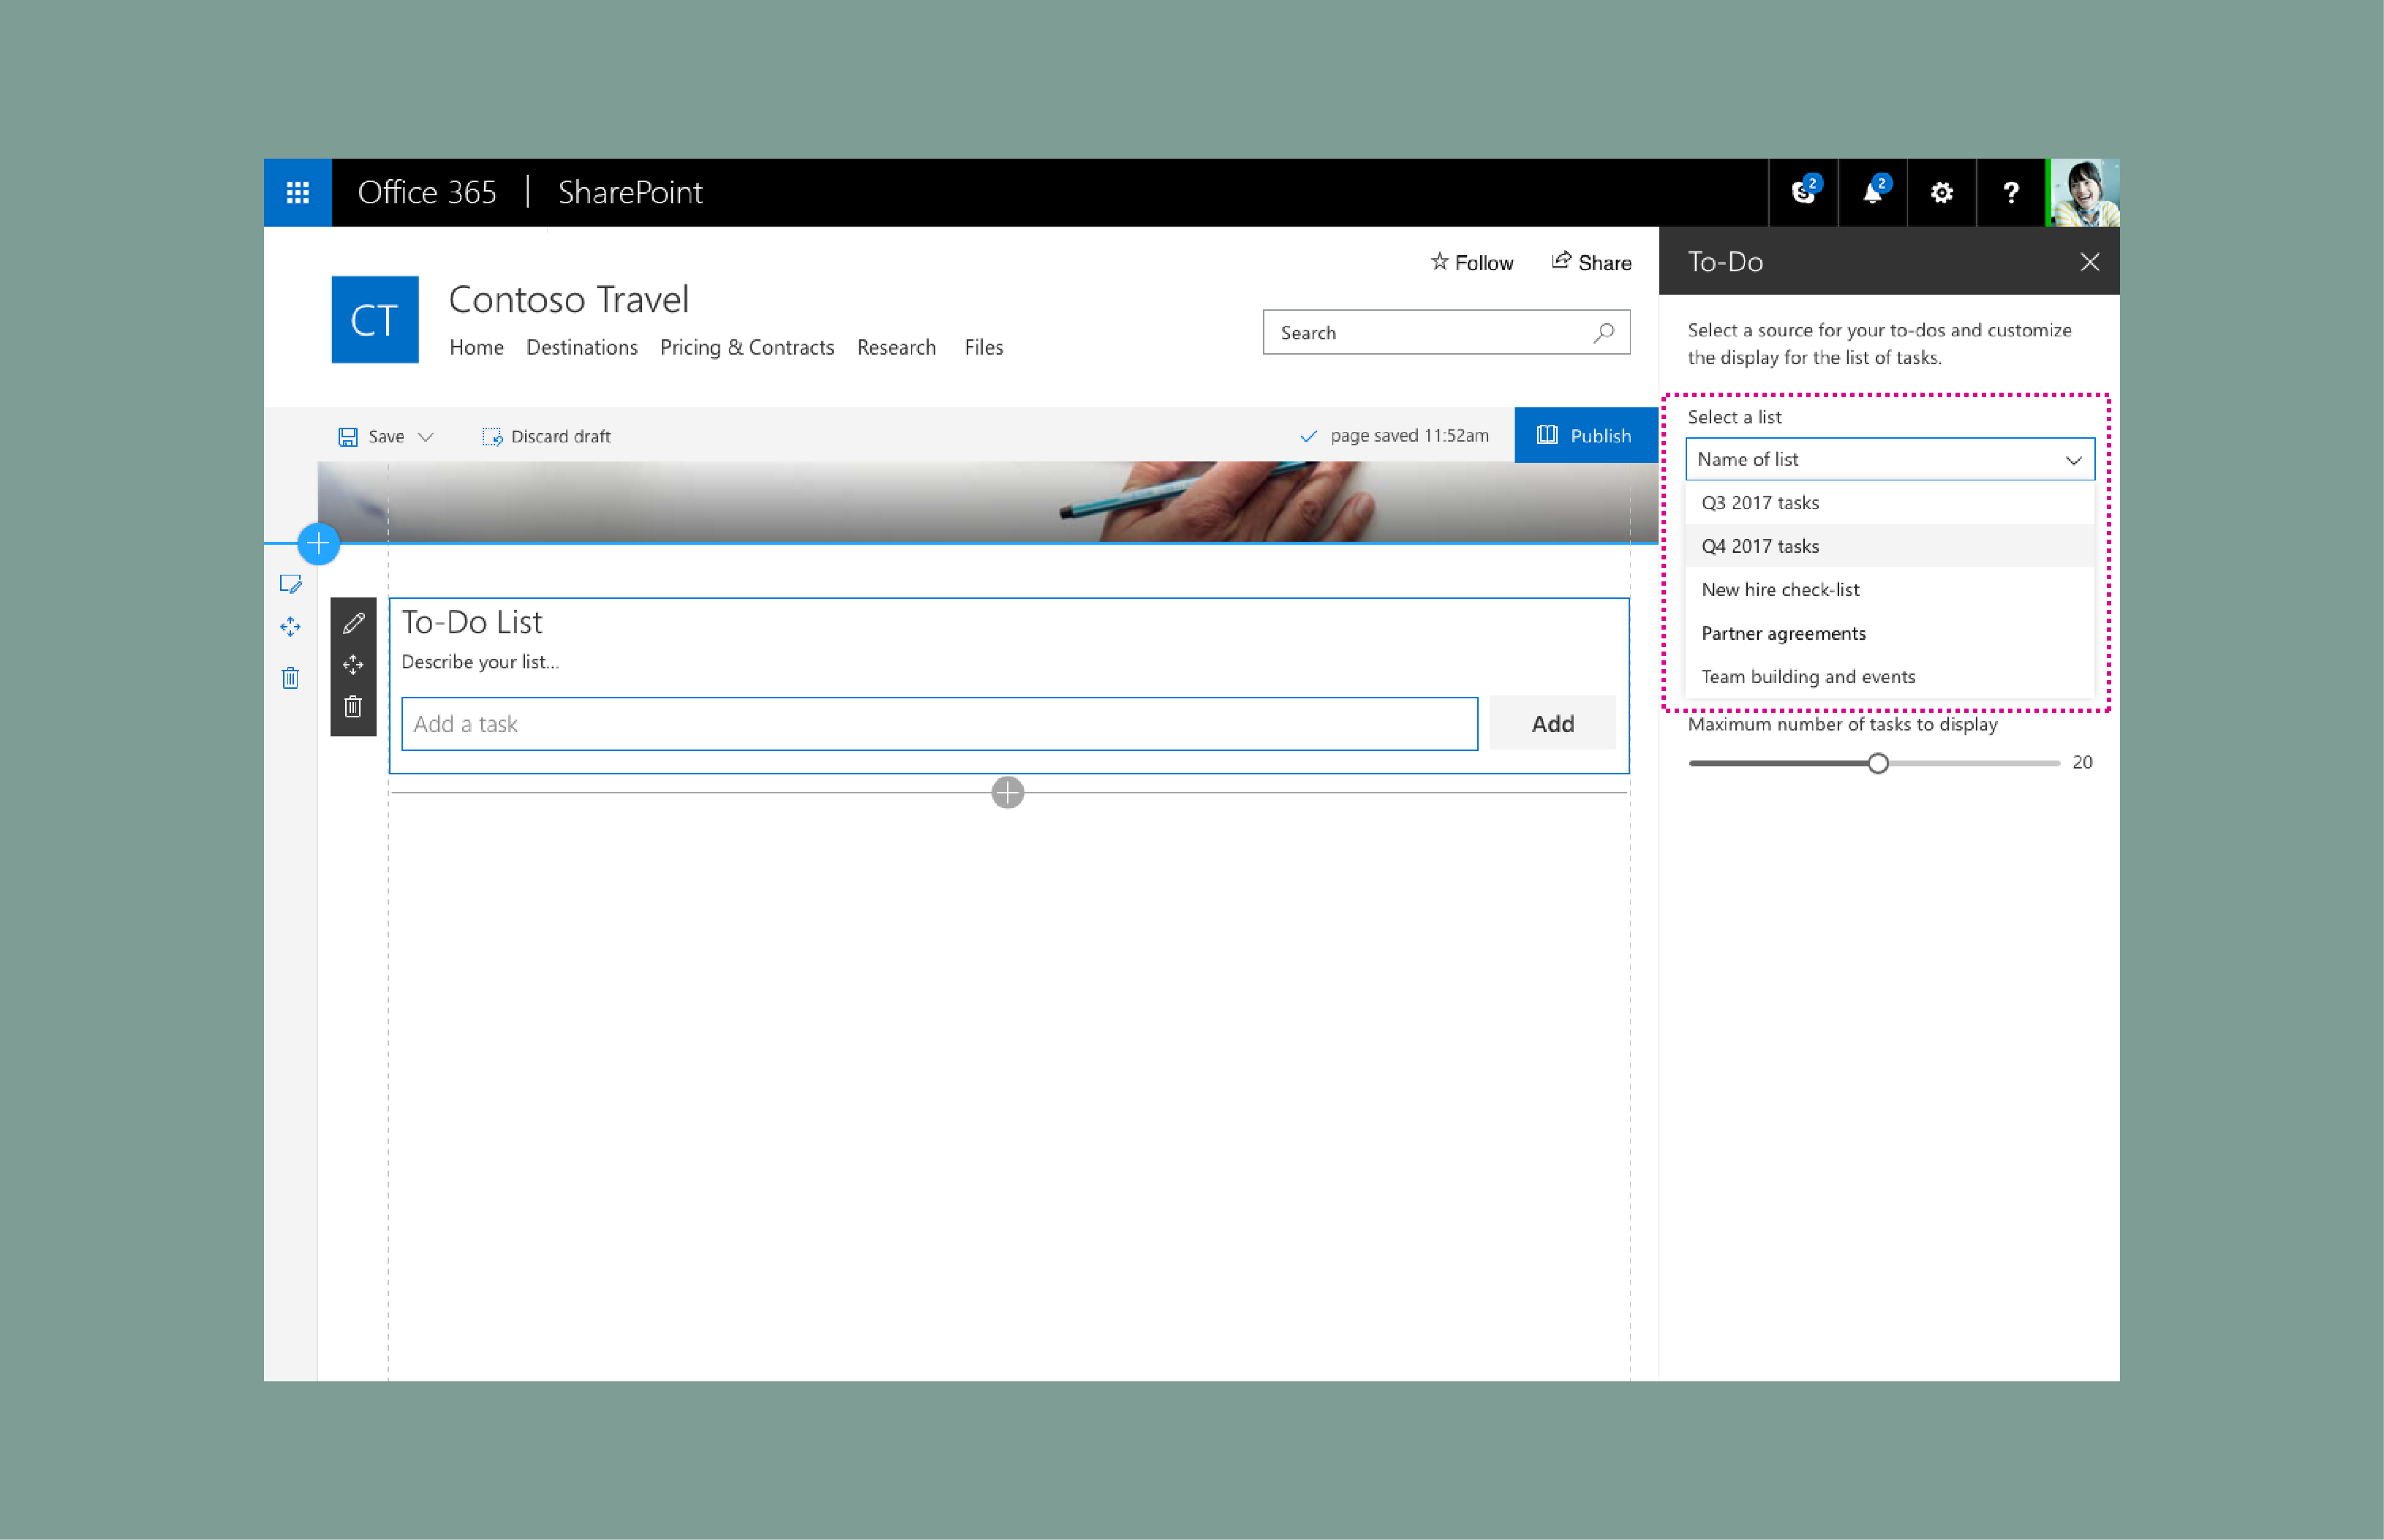 Office 365 | SharePoint
2
2
?
Follow
Share
CT
Contoso Travel
Home Destinations Pricing & Contracts Research Files
Search
Save
Discard draft
page saved 11:52am
Publish
To-Do List
Describe your list...
Add a task
Add
To-Do
Select a source for your to-dos and customize
the display for the list of tasks.
Select a list
Name of list
Q3 2017 tasks
Q4 2017 tasks
New hire check-list
Partner agreements
Team building and events
Maximum number of tasks to display
20